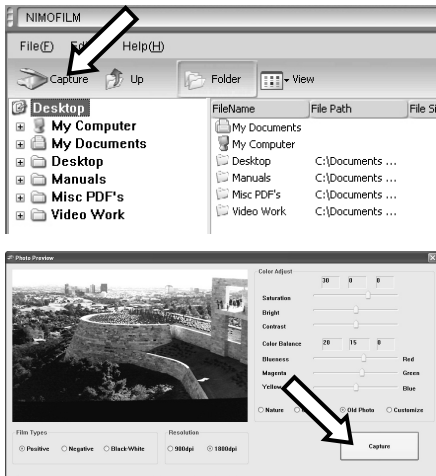 NIMOFILM
File(F) Help(H)
Capture Up Folder View
Desktop
My Computer
My Documents
Desktop
Manuals
Misc PDF's
Video Work
FileName File Path File Si
My Documents
My Computer
Desktop C:\Documents ...
Manuals C:\Documents ...
Misc PDF's C:\Documents ...
Video Work C:\Documents ...
Photo Preview
Color Adjust
30 0 0
Saturation
Bright
Contrast
Color Balance 20 15 0
Blueness Red
Magenta Green
Blue
Nature Old Photo Customize
Film Types
Positive Negative Black-White
Resolution
900dpi 1800dpi
Capture